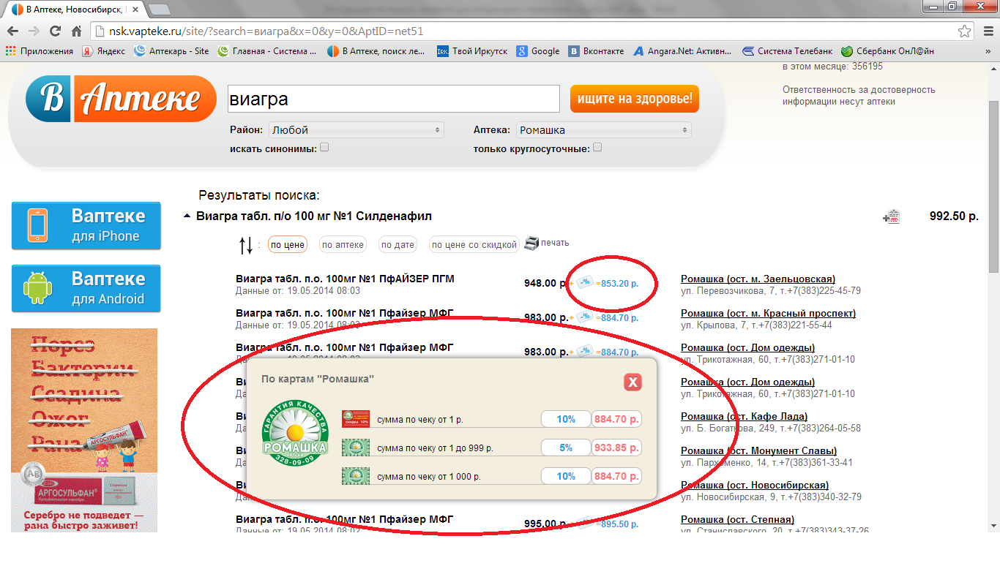 В Аптеке, Новосибирск,
nsk.vapteke.ru/site/?search=виагра&x=0&y=0&AptID=net51
Приложения Яндекс Аптекарь - Site Главная - Система ... В Аптеке, поиск ле... IRK Твой Иркутск Google Вконтакте Angara.Net: Активн... Система Телебанк Сбербанк ОнЛ@йн »
в этом месяце: 356195
Ответственность за достоверность
информации несут аптеки
В Аптеке
виагра
ищите на здоровье!
Район: Любой Аптека: Ромашка
искать синонимы: только круглосуточные:
Результаты поиска:
Виагра табл. п/о 100 мг №1 Силденафил 992.50 р.
: по цене по аптеке по дате по цене со скидкой печать
Виагра табл. п.о. 100мг №1 ПфАЙЗЕР ПГМ 948.00 р.+ -% =853.20 р. Ромашка (ост. м. Заельцовская)
Данные от: 19.05.2014 08:03 ул. Перевозчикова, 7, т.+7(383)225-45-79
Виагра табл. п.о. 100мг №1 Пфайзер МФГ 983.00 р.+ -% =884.70 р. Ромашка (ост. м. Красный проспект)
Данные от: 19.05.2014 08:03 ул. Крылова, 7, т.+7(383)221-55-44
Виагра табл. п.о. 100мг №1 Пфайзер МФГ 983.00 р.+ -% =884.70 р. Ромашка (ост. Дом одежды)
ул. Трикотажная, 60, т.+7(383)271-01-10
Ромашка (ост. Дом одежды)
ул. Трикотажная, 60, т.+7(383)271-01-10
Ромашка (ост. Кафе Лада)
ул. Б. Богаткова, 249, т.+7(383)264-05-58
Ромашка (ост. Монумент Славы)
ул. Пархоменко, 14, т.+7(383)361-33-41
Ромашка (ост. Новосибирская)
ул. Новосибирская, 9, т.+7(383)340-32-79
Виагра табл. п.о. 100мг №1 Пфайзер МФГ 995.00 р.+ -% =895.50 р. Ромашка (ост. Степная)
Данные от: 19.05.2014 08:02 ул. Станиславского, 20, т.+7(383)343-37-26
По картам "Ромашка"
X
ГАРАНТИЯ КАЧЕСТВА
РОМАШКА
АПТЕКИ
328-09-09
СКИДКА 10%
сумма по чеку от 1 р. 10% 884.70 р.
сумма по чеку от 1 до 999 р. 5% 933.85 р.
сумма по чеку от 1 000 р. 10% 884.70 р.
Ваптеке
для iPhone
Ваптеке
для Android
Порез
Бактерии
Ссадина
Ожог
Рана
АРГОСУЛЬФАН®
Ag
АРГОСУЛЬФАН®
Серебро не подведет —
рана быстро заживет!